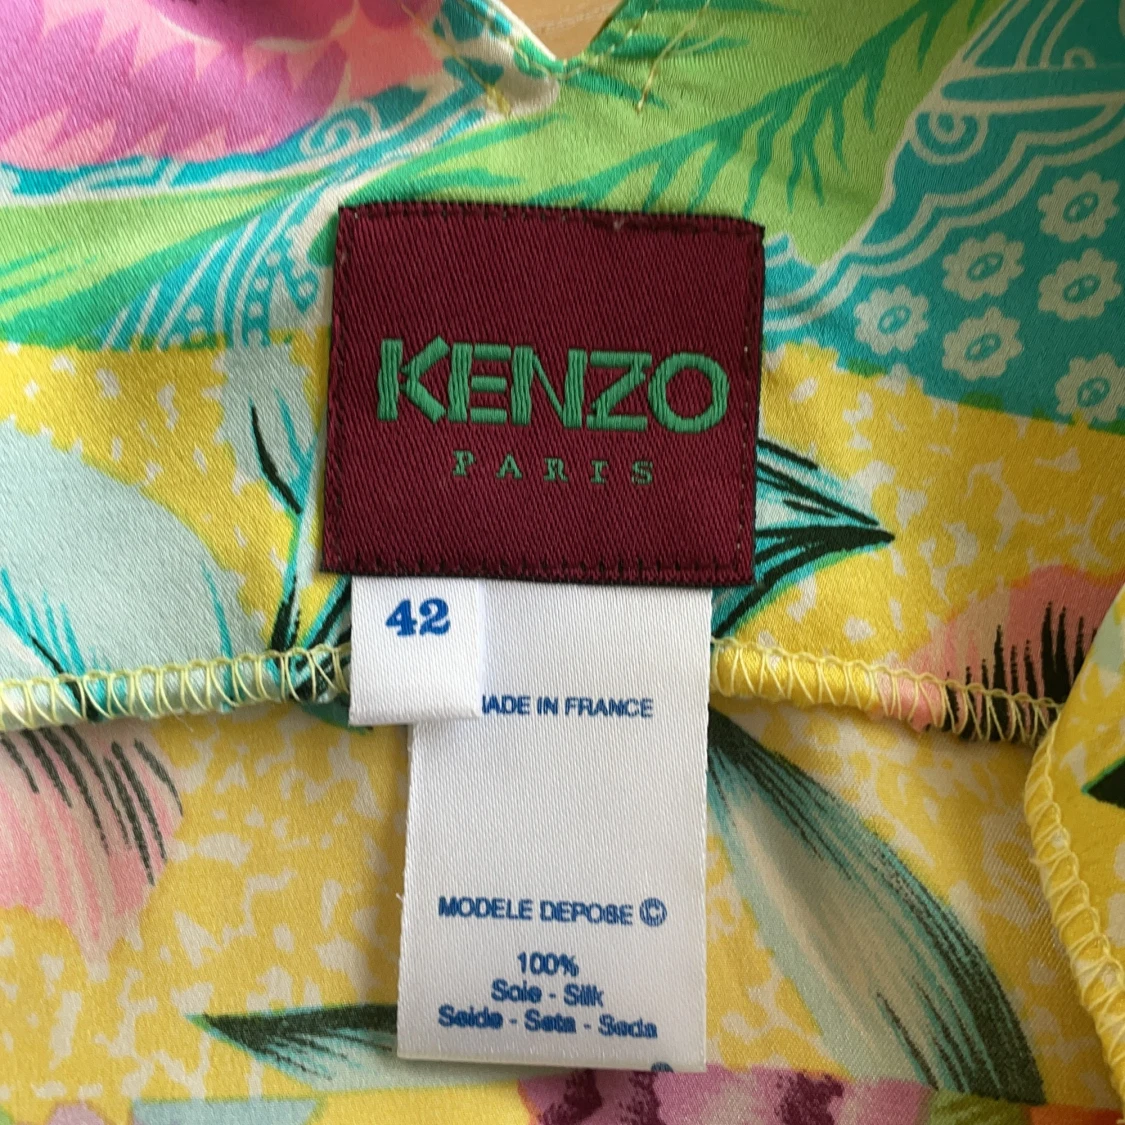 KENZO
PARIS
42
MADE IN FRANCE
MODELE DEPOSE ©
100%
Soie - Silk
Seide - Seta - Seda